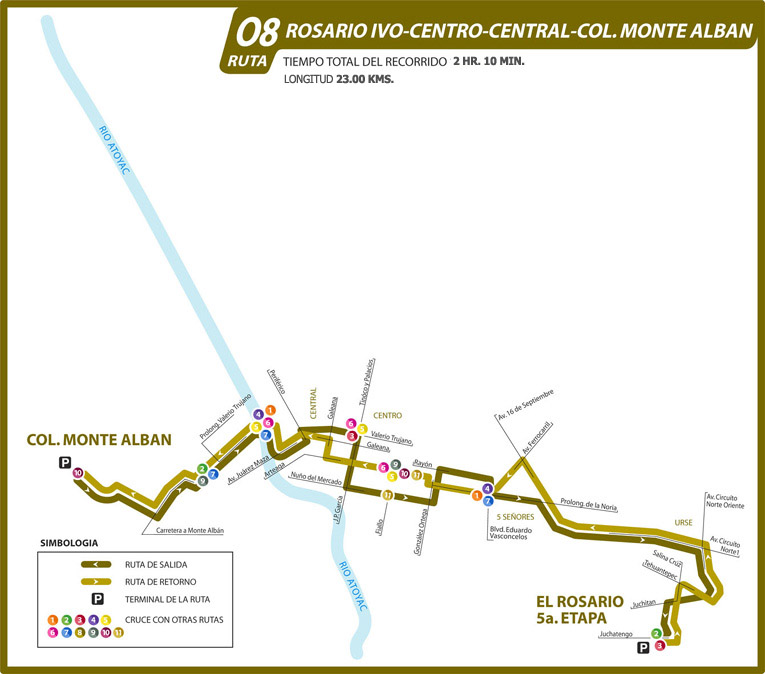 08 ROSARIO IVO-CENTRO-CENTRAL-COL. MONTE ALBAN
RUTA
TIEMPO TOTAL DEL RECORRIDO 2 HR. 10 MIN.
LONGITUD 23.00 KMS.
RIO ATOYAC
Periférico
CENTRAL
Galeana
Tinoco y Palacios
CENTRO
Prolong. Valerio Trujano
4 1
5 6
7
6
3 5
Valerio Trujano
Galeana
Av. 16 de Septiembre
Av. Ferrocarril
COL. MONTE ALBAN
P
10
2
9 7
Av. Juárez Maza
Arteaga
Nuño del Mercado
6 9
5 10 11
Rayón
11
J.P. García
Fiallo
González Ortega
4
1 7
5 SEÑORES
Blvd. Eduardo
Vasconcelos
Prolong. de la Noria
URSE
Av. Circuito
Norte Oriente
Av. Circuito
Norte1
Carretera a Monte Albán
RIO ATOYAC
Salina Cruz
Tehuantepec
Juchitan
EL ROSARIO
5a. ETAPA
Juchatengo
2
P 3
SIMBOLOGIA
RUTA DE SALIDA
RUTA DE RETORNO
P TERMINAL DE LA RUTA
1 2 3 4 5 CRUCE CON OTRAS RUTAS
6 7 8 9 10 11